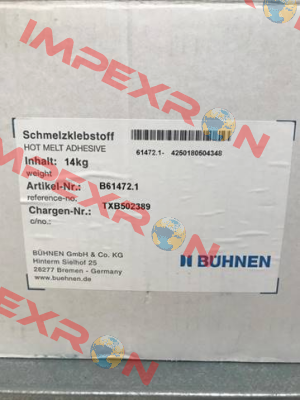 IMPEXRON
Schmelzklebstoff
HOT MELT ADHESIVE
61472.1- 4250180504348
Inhalt: 14kg
weight
Artikel-Nr.: B61472.1
reference-no.
Chargen-Nr.: TXB502389
c/no.:
BÜHNEN GmbH & Co. KG
Hinterm Sielhof 25
28277 Bremen - Germany
www.buehnen.de
BÜHNEN
IMPEXRON